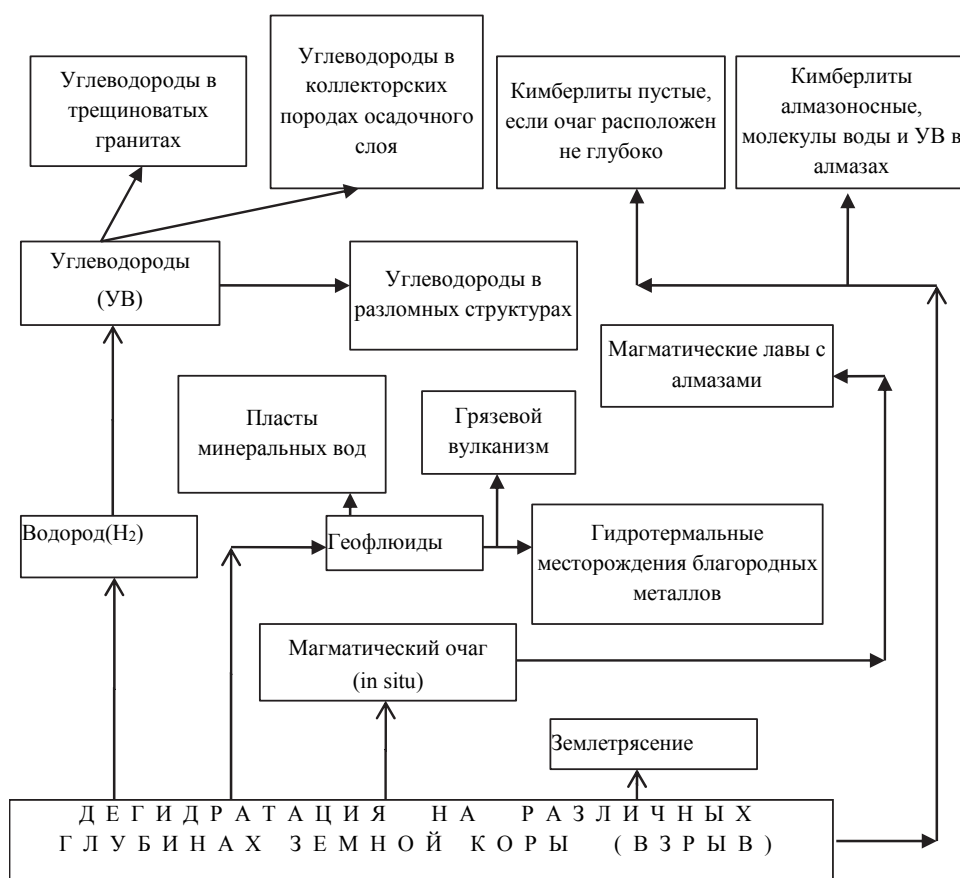 Углеводороды в
трещиноватых
гранитах
Углеводороды в
коллекторских
породах осадочного
слоя
Кимберлиты пустые,
если очаг расположен
не глубоко
Кимберлиты
алмазоносные,
молекулы воды и УВ в
алмазах
Углеводороды
(УВ)
Углеводороды в
разломных структурах
Магматические лавы с
алмазами
Пласты
минеральных вод
Грязевой
вулканизм
Водород(H₂)
Геофлюиды
Гидротермальные
месторождения благородных
металлов
Магматический очаг
(in situ)
Землетрясение
ДЕГИДРАТАЦИЯ НА РАЗЛИЧНЫХ
ГЛУБИНАХ ЗЕМНОЙ КОРЫ (ВЗРЫВ)